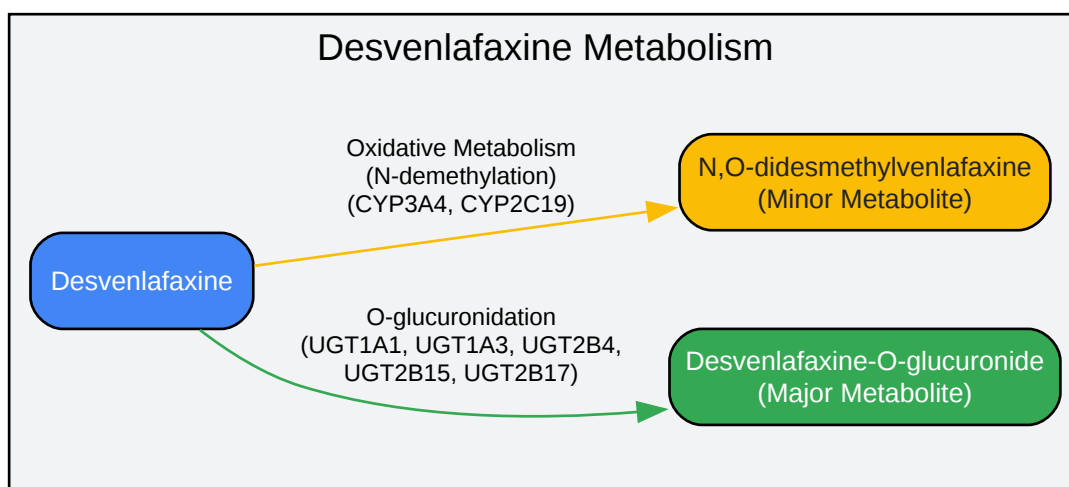 Desvenlafaxine Metabolism
Oxidative Metabolism
(N-demethylation)
(CYP3A4, CYP2C19)
N,O-didesmethylvenlafaxine
(Minor Metabolite)
Desvenlafaxine
O-glucuronidation
(UGT1A1, UGT1A3, UGT2B4,
UGT2B15, UGT2B17)
Desvenlafaxine-O-glucuronide
(Major Metabolite)